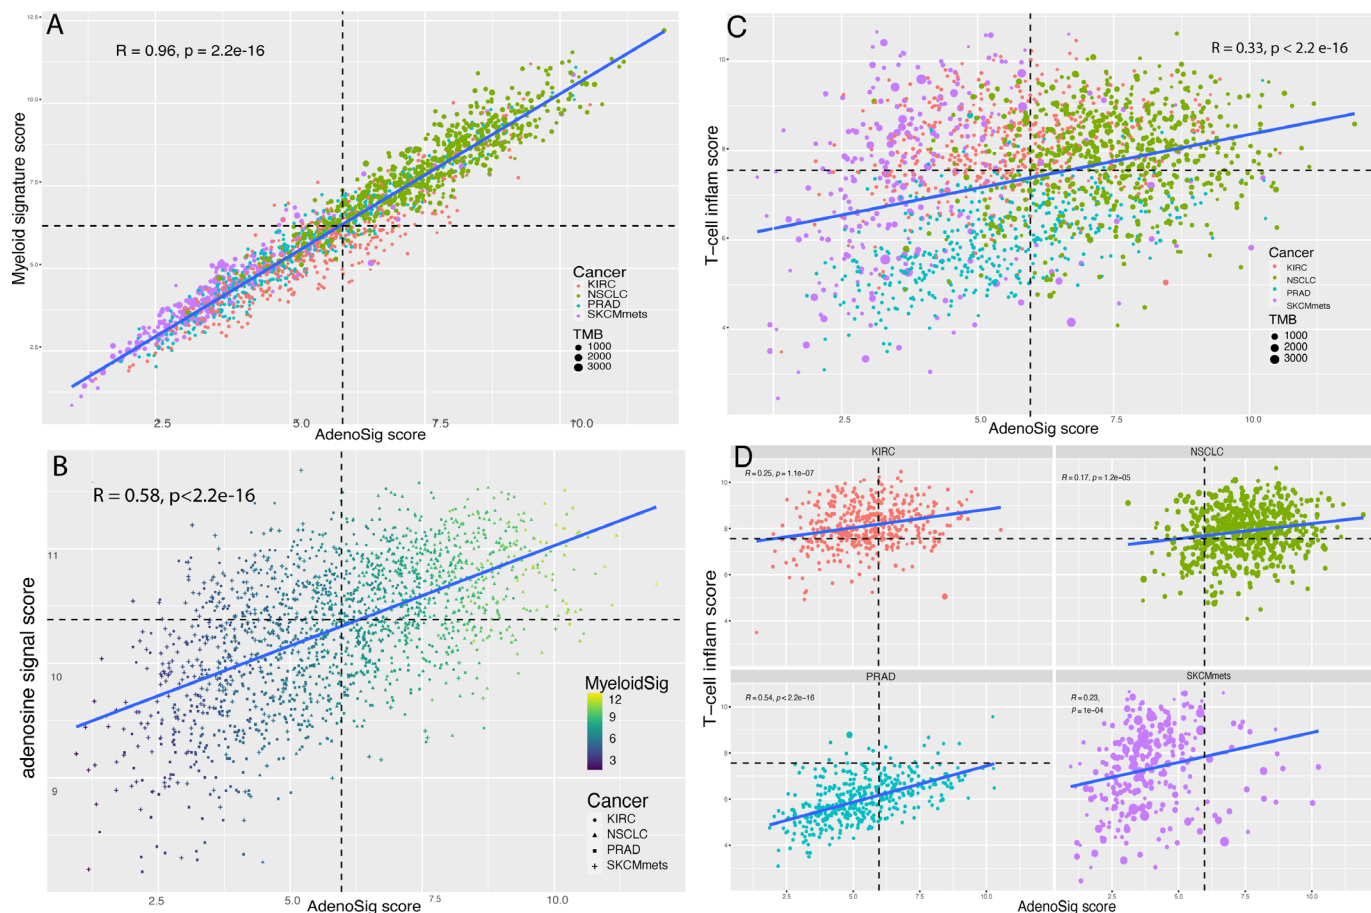 A
R = 0.96, p = 2.2e-16
Myeloid signature score
12.5
10.0
7.5
5.0
2.5
Cancer
KIRC
NSCLC
PRAD
SKCMmets
TMB
1000
2000
3000
2.5 5.0 7.5 10.0
AdenoSig score
B
R = 0.58, p<2.2e-16
adenosine signal score
11
10
9
MyeloidSig
12
9
6
3
Cancer
KIRC
NSCLC
PRAD
SKCMmets
2.5 5.0 7.5 10.0
AdenoSig score
C
R = 0.33, p < 2.2 e-16
T-cell inflam score
10
8
6
4
Cancer
KIRC
NSCLC
PRAD
SKCMmets
TMB
1000
2000
3000
2.5 5.0 7.5 10.0
AdenoSig score
D
KIRC NSCLC
R = 0.25, p = 1.1e-07
R = 0.17, p = 1.2e-05
10
8
6
4
T-cell inflam score
PRAD SKCMmets
R = 0.54, p < 2.2e-16
R = 0.23,
p = 1e-04
10
8
6
4
2.5 5.0 7.5 10.0 2.5 5.0 7.5 10.0
AdenoSig score